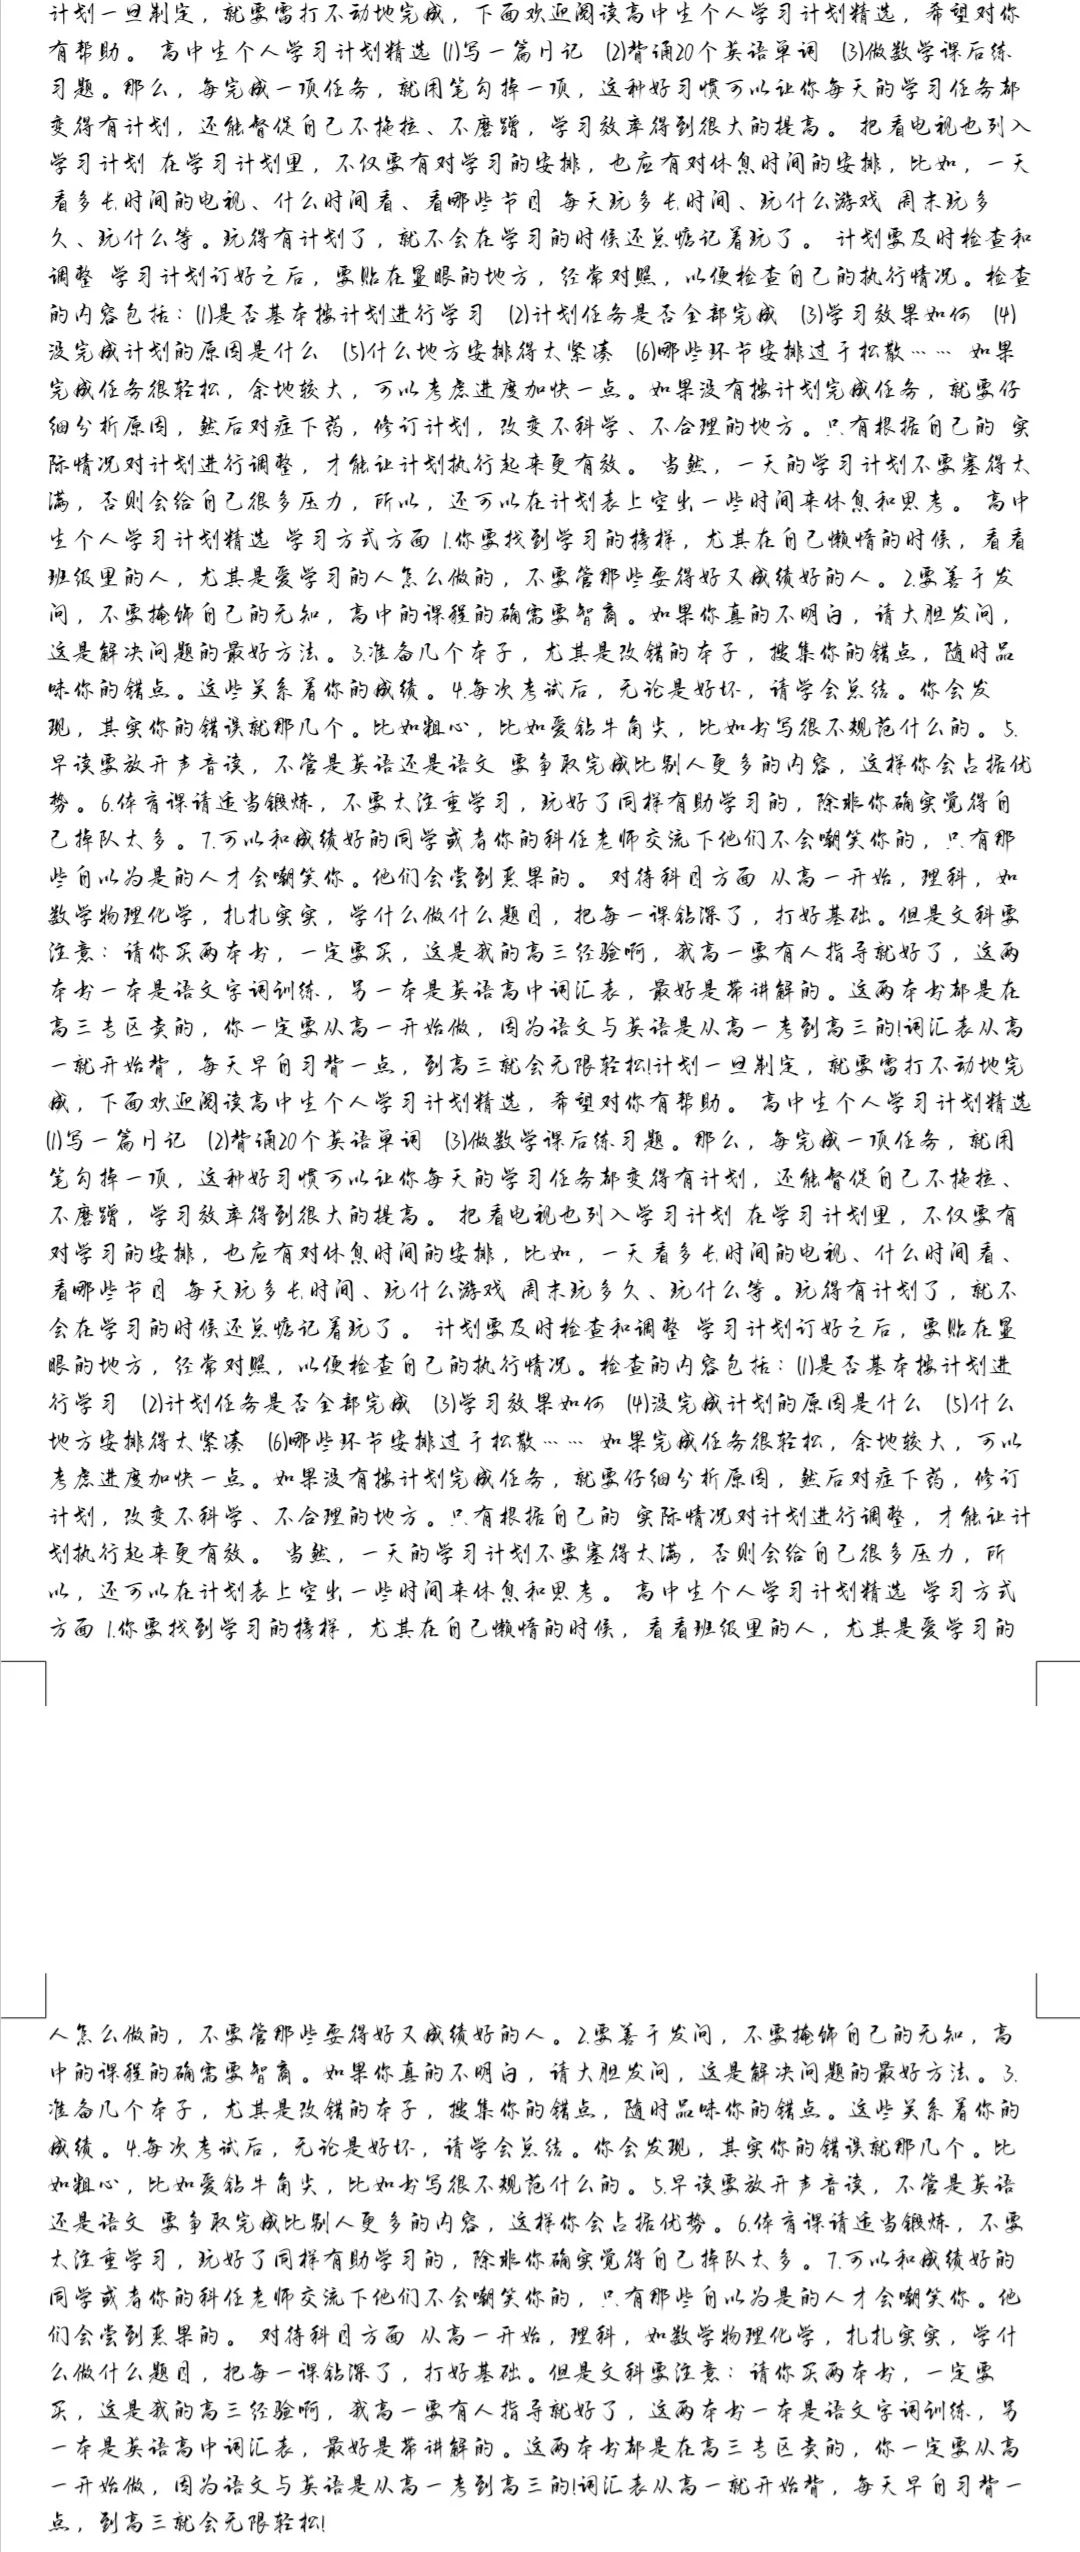 计划一旦制定，就要雷打不动地完成，下面欢迎阅读高中生个人学习计划精选，希望对你
有帮助。 高中生个人学习计划精选 (1)写一篇日记 (2)背诵20个英语单词 (3)做数学课后练
习题。那么，每完成一项任务，就用笔勾掉一项，这种好习惯可以让你每天的学习任务都
变得有计划，还能督促自己不拖拉、不磨蹭，学习效率得到很大的提高。 把看电视也列入
学习计划 在学习计划里，不仅要有对学习的安排，也应有对休息时间的安排，比如，一天
看多长时间的电视、什么时间看、看哪些节目 每天玩多长时间、玩什么游戏 周末玩多
久、玩什么等。玩得有计划了，就不会在学习的时候还总惦记着玩了。 计划要及时检查和
调整 学习计划订好之后，要贴在显眼的地方，经常对照，以便检查自己的执行情况。检查
的内容包括：(1)是否基本按计划进行学习 (2)计划任务是否全部完成 (3)学习效果如何 (4)
没完成计划的原因是什么 (5)什么地方安排得太紧凑 (6)哪些环节安排过于松散…… 如果
完成任务很轻松，余地较大，可以考虑进度加快一点。如果没有按计划完成任务，就要仔
细分析原因，然后对症下药，修订计划，改变不科学、不合理的地方。只有根据自己的 实
际情况对计划进行调整，才能让计划执行起来更有效。 当然，一天的学习计划不要塞得太
满，否则会给自己很多压力，所以，还可以在计划表上空出一些时间来休息和思考。 高中
生个人学习计划精选 学习方式方面 1.你要找到学习的榜样，尤其在自己懒惰的时候，看看
班级里的人，尤其是爱学习的人怎么做的，不要管那些耍得好又成绩好的人。2.要善于发
问，不要掩饰自己的无知，高中的课程的确需要智商。如果你真的不明白，请大胆发问，
这是解决问题的最好方法。3.准备几个本子，尤其是改错的本子，搜集你的错点，随时品
味你的错点。这些关系着你的成绩。4.每次考试后，无论是好坏，请学会总结。你会发
现，其实你的错误就那几个。比如粗心，比如爱钻牛角尖，比如书写很不规范什么的。5.
早读要放开声音读，不管是英语还是语文 要争取完成比别人更多的内容，这样你会占据优
势。6.体育课请适当锻炼，不要太注重学习，玩好了同样有助学习的，除非你确实觉得自
己掉队太多。7.可以和成绩好的同学或者你的科任老师交流下他们不会嘲笑你的，只有那
些自以为是的人才会嘲笑你。他们会尝到恶果的。 对待科目方面 从高一开始，理科，如
数学物理化学，扎扎实实，学什么做什么题目，把每一课钻深了，打好基础。但是文科要
注意：请你买两本书，一定要买，这是我的高三经验啊，我高一要有人指导就好了，这两
本书一本是语文字词训练，另一本是英语高中词汇表，最好是带讲解的。这两本书都是在
高三专区卖的，你一定要从高一开始做，因为语文与英语是从高一考到高三的!词汇表从高
一就开始背，每天早自习背一点，到高三就会无限轻松!计划一旦制定，就要雷打不动地完
成，下面欢迎阅读高中生个人学习计划精选，希望对你有帮助。 高中生个人学习计划精选
(1)写一篇日记 (2)背诵20个英语单词 (3)做数学课后练习题。那么，每完成一项任务，就用
笔勾掉一项，这种好习惯可以让你每天的学习任务都变得有计划，还能督促自己不拖拉、
不磨蹭，学习效率得到很大的提高。 把看电视也列入学习计划 在学习计划里，不仅要有
对学习的安排，也应有对休息时间的安排，比如，一天看多长时间的电视、什么时间看、
看哪些节目 每天玩多长时间、玩什么游戏 周末玩多久、玩什么等。玩得有计划了，就不
会在学习的时候还总惦记着玩了。 计划要及时检查和调整 学习计划订好之后，要贴在显
眼的地方，经常对照，以便检查自己的执行情况。检查的内容包括：(1)是否基本按计划进
行学习 (2)计划任务是否全部完成 (3)学习效果如何 (4)没完成计划的原因是什么 (5)什么
地方安排得太紧凑 (6)哪些环节安排过于松散…… 如果完成任务很轻松，余地较大，可以
考虑进度加快一点。如果没有按计划完成任务，就要仔细分析原因，然后对症下药，修订
计划，改变不科学、不合理的地方。只有根据自己的 实际情况对计划进行调整，才能让计
划执行起来更有效。 当然，一天的学习计划不要塞得太满，否则会给自己很多压力，所
以，还可以在计划表上空出一些时间来休息和思考。 高中生个人学习计划精选 学习方式
方面 1.你要找到学习的榜样，尤其在自己懒惰的时候，看看班级里的人，尤其是爱学习的
人怎么做的，不要管那些耍得好又成绩好的人。2.要善于发问，不要掩饰自己的无知，高
中的课程的确需要智商。如果你真的不明白，请大胆发问，这是解决问题的最好方法。3.
准备几个本子，尤其是改错的本子，搜集你的错点，随时品味你的错点。这些关系着你的
成绩。4.每次考试后，无论是好坏，请学会总结。你会发现，其实你的错误就那几个。比
如粗心，比如爱钻牛角尖，比如书写很不规范什么的。5.早读要放开声音读，不管是英语
还是语文 要争取完成比别人更多的内容，这样你会占据优势。6.体育课请适当锻炼，不要
太注重学习，玩好了同样有助学习的，除非你确实觉得自己掉队太多。7.可以和成绩好的
同学或者你的科任老师交流下他们不会嘲笑你的，只有那些自以为是的人才会嘲笑你。他
们会尝到恶果的。 对待科目方面 从高一开始，理科，如数学物理化学，扎扎实实，学什
么做什么题目，把每一课钻深了，打好基础。但是文科要注意：请你买两本书，一定要
买，这是我的高三经验啊，我高一要有人指导就好了，这两本书一本是语文字词训练，另
一本是英语高中词汇表，最好是带讲解的。这两本书都是在高三专区卖的，你一定要从高
一开始做，因为语文与英语是从高一考到高三的!词汇表从高一就开始背，每天早自习背一
点，到高三就会无限轻松!